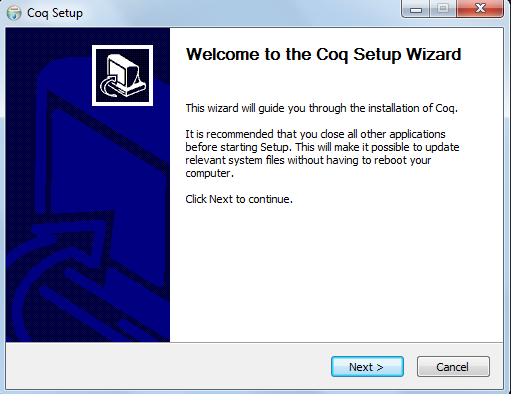 Coq Setup
Welcome to the Coq Setup Wizard
This wizard will guide you through the installation of Coq.
It is recommended that you close all other applications
before starting Setup. This will make it possible to update
relevant system files without having to reboot your
computer.
Click Next to continue.
Next >
Cancel